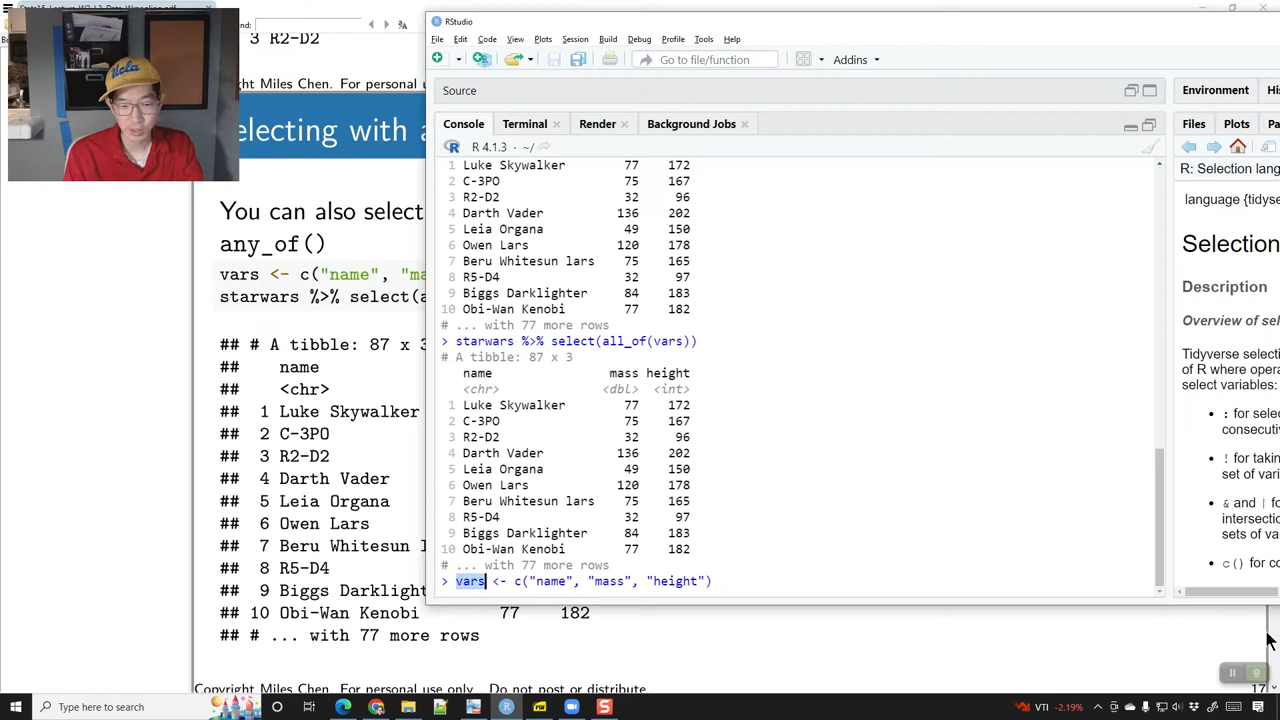 Find:
3 R2-D2
ght Miles Chen. For personal u
electing with a
You can also select
any_of()
vars <- c("name", "ma
starwars %>% select(a
## # A tibble: 87 x 3
## name
## <chr>
## 1 Luke Skywalker
## 2 C-3PO
## 3 R2-D2
## 4 Darth Vader
## 5 Leia Organa
## 6 Owen Lars
## 7 Beru Whitesun l
## 8 R5-D4
## 9 Biggs Darklight
## 10 Obi-Wan Kenobi 77 182
## # ... with 77 more rows
Copyright Miles Chen. For personal use only. Do not post or distribute.
17
Ucla
RStudio
File Edit Code View Plots Session Build Debug Profile Tools Help
Go to file/function
Addins
Source
Console Terminal Render Background Jobs
R 4.1.3 · ~/
1 Luke Skywalker 77 172
2 C-3PO 75 167
3 R2-D2 32 96
4 Darth Vader 136 202
5 Leia Organa 49 150
6 Owen Lars 120 178
7 Beru Whitesun lars 75 165
8 R5-D4 32 97
9 Biggs Darklighter 84 183
10 Obi-Wan Kenobi 77 182
# ... with 77 more rows
> starwars %>% select(all_of(vars))
# A tibble: 87 x 3
name mass height
<chr> <dbl> <int>
1 Luke Skywalker 77 172
2 C-3PO 75 167
3 R2-D2 32 96
4 Darth Vader 136 202
5 Leia Organa 49 150
6 Owen Lars 120 178
7 Beru Whitesun lars 75 165
8 R5-D4 32 97
9 Biggs Darklighter 84 183
10 Obi-Wan Kenobi 77 182
# ... with 77 more rows
> vars <- c("name", "mass", "height")
Environment His
Files Plots Pa
R: Selection lang
language {tidyse
Selection
Description
Overview of sel
Tidyverse selecti
of R where opera
select variables:
: for selec
consecutiv
! for takin
set of vari
& and | fo
intersectio
sets of va
c() for co
Type here to search
VTI -2.19%